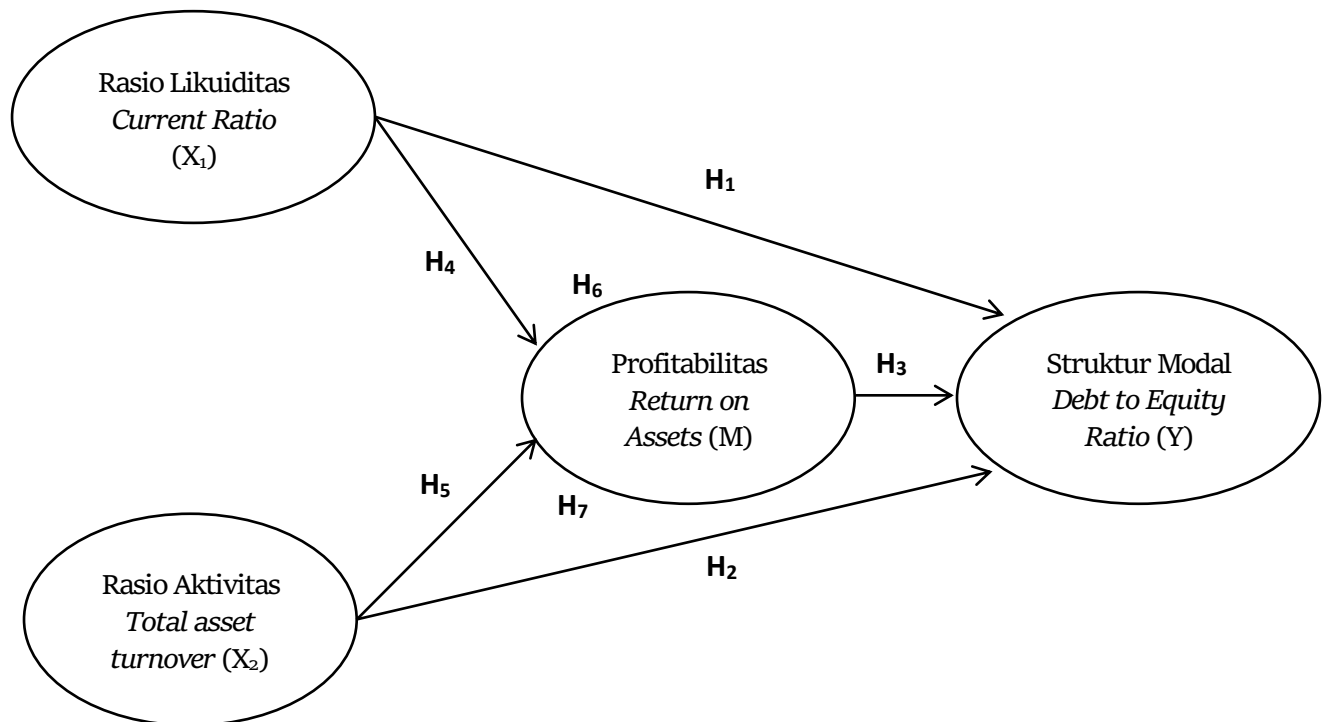 Rasio Likuiditas
Current Ratio
(X₁)
H₁
H₄
H₆
Profitabilitas
Return on
Assets (M)
H₃
Struktur Modal
Debt to Equity
Ratio (Y)
H₅
H₇
H₂
Rasio Aktivitas
Total asset
turnover (X₂)